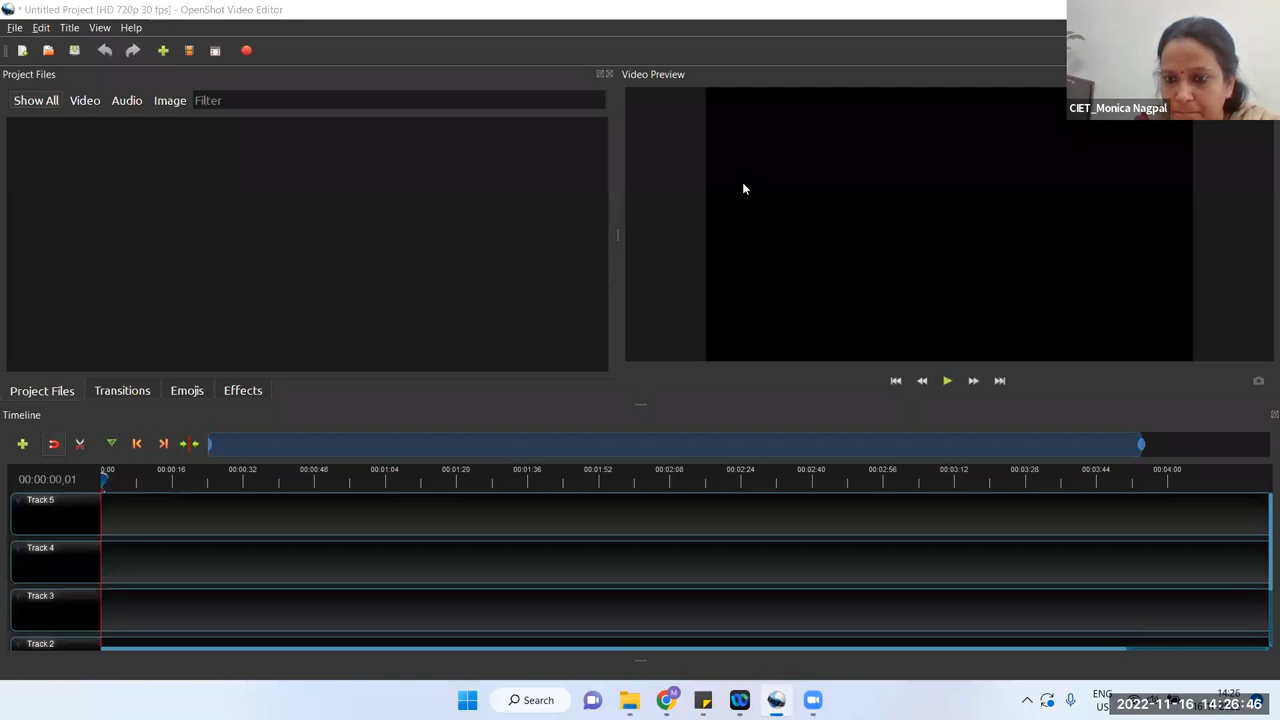 * Untitled Project [HD 720p 30 fps] - OpenShot Video Editor
File Edit Title View Help
Project Files
Video Preview
Show All Video Audio Image Filter
CIET_Monica Nagpal
Project Files Transitions Emojis Effects
Timeline
00:00:00,01
0:00 00:00:16 00:00:32 00:00:48 00:01:04 00:01:20 00:01:36 00:01:52 00:02:08 00:02:24 00:02:40 00:02:56 00:03:12 00:03:28 00:03:44 00:04:00
Track 5
Track 4
Track 3
Track 2
Search
M
ENG
US
14:26
2022-11-16 14:26:46